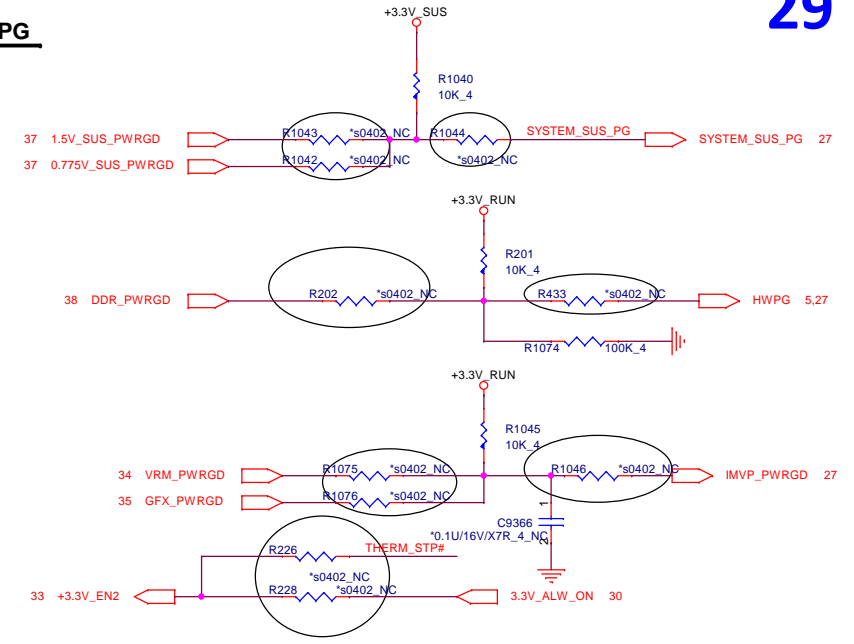 PG
29
+3.3V_SUS
R1040
10K_4
37 1.5V_SUS_PWRGD
R1043
*s0402_NC
R1044
*s0402_NC
SYSTEM_SUS_PG
SYSTEM_SUS_PG 27
37 0.775V_SUS_PWRGD
R1042
*s0402_NC
+3.3V_RUN
R201
10K_4
38 DDR_PWRGD
R202
*s0402_NC
R433
*s0402_NC
HWPG 5,27
R1074
100K_4
+3.3V_RUN
R1045
10K_4
34 VRM_PWRGD
R1075
*s0402_NC
R1046
*s0402_NC
IMVP_PWRGD 27
35 GFX_PWRGD
R1076
*s0402_NC
1
C9366
*0.1U/16V/X7R_4_NC
2
R226
THERM_STP#
*s0402_NC
33 +3.3V_EN2
R228
*s0402_NC
3.3V_ALW_ON 30